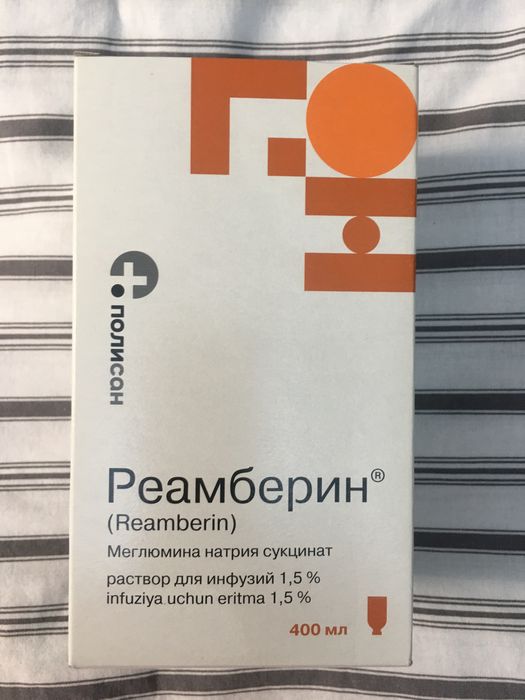 полисан
Реамберин®
(Reamberin)
Меглюмина натрия сукцинат
раствор для инфузий 1,5 %
infuziya uchun eritma 1,5 %
400 мл